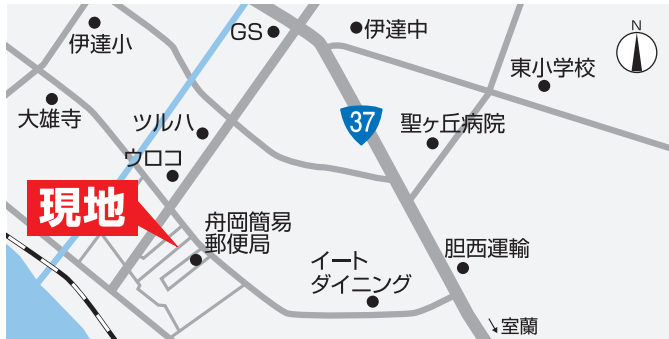 伊達小
GS
伊達中
N
東小学校
大雄寺
ツルハ
37
聖ヶ丘病院
ウロコ
現地
舟岡簡易
郵便局
イート
ダイニング
胆西運輸
↘室蘭